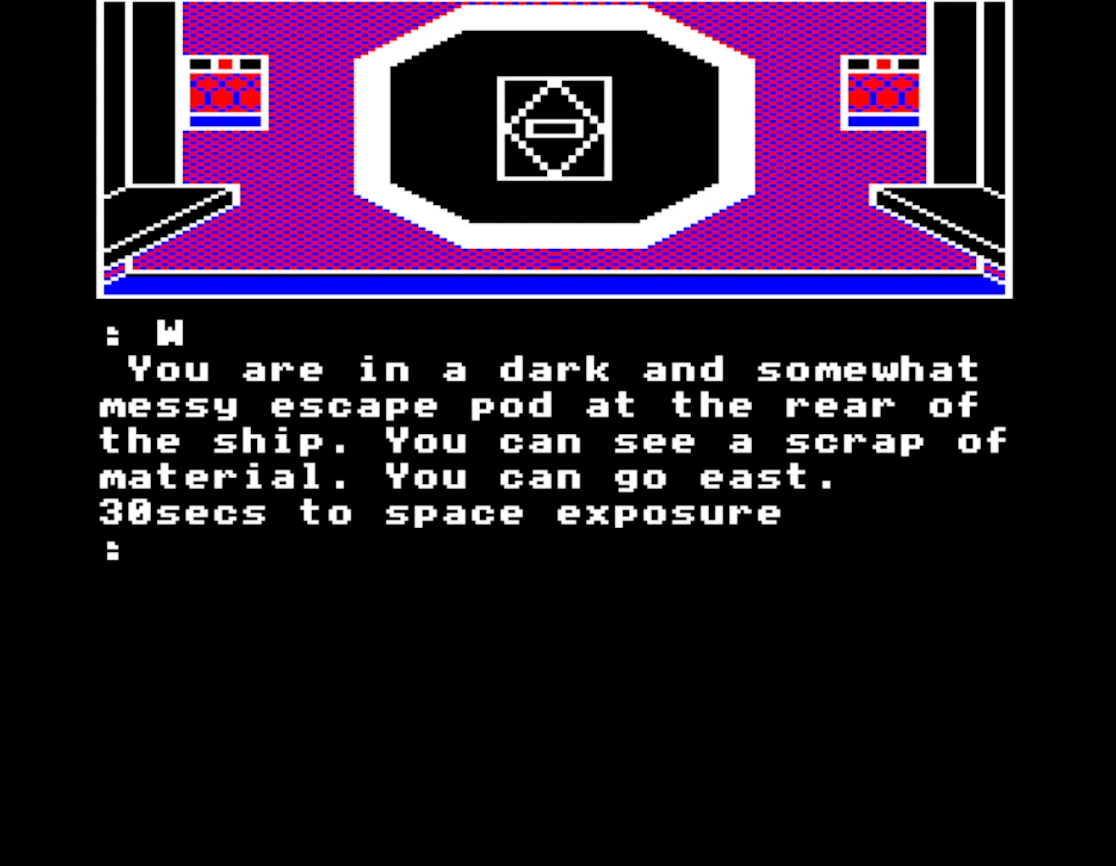 : W
You are in a dark and somewhat
messy escape pod at the rear of
the ship. You can see a scrap of
material. You can go east.
30secs to space exposure
: